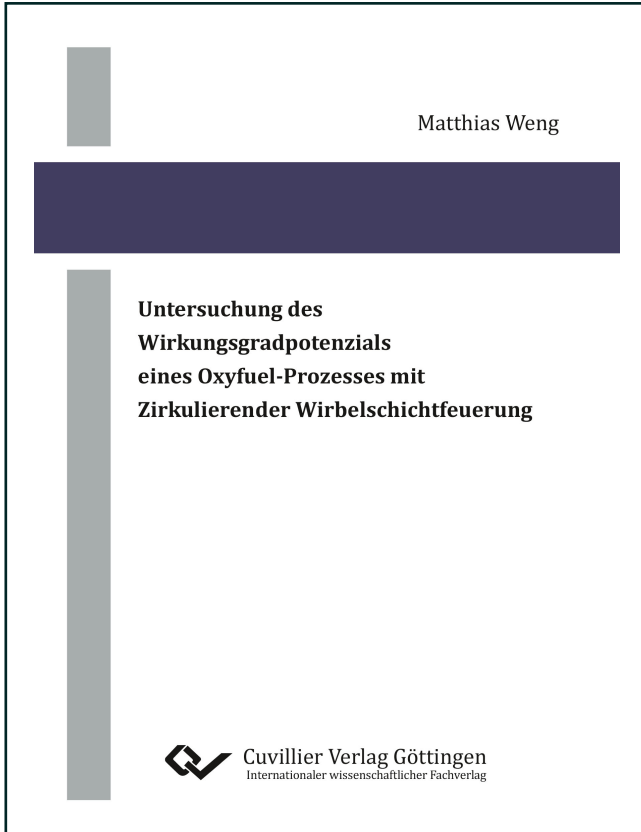 Matthias Weng
Untersuchung des
Wirkungsgradpotenzials
eines Oxyfuel-Prozesses mit
Zirkulierender Wirbelschichtfeuerung
Cuvillier Verlag Göttingen
Internationaler wissenschaftlicher Fachverlag